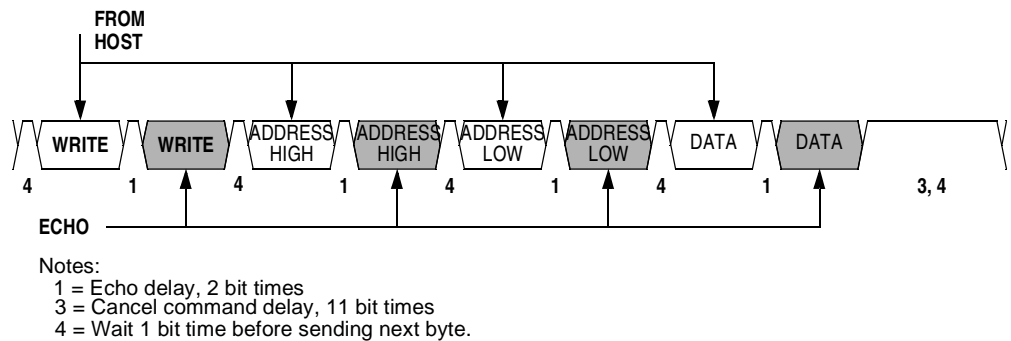 FROM
HOST
WRITE WRITE ADDRESS HIGH ADDRESS HIGH ADDRESS LOW ADDRESS LOW DATA DATA
4 1 4 1 4 1 4 1 3, 4
ECHO
Notes:
1 = Echo delay, 2 bit times
3 = Cancel command delay, 11 bit times
4 = Wait 1 bit time before sending next byte.